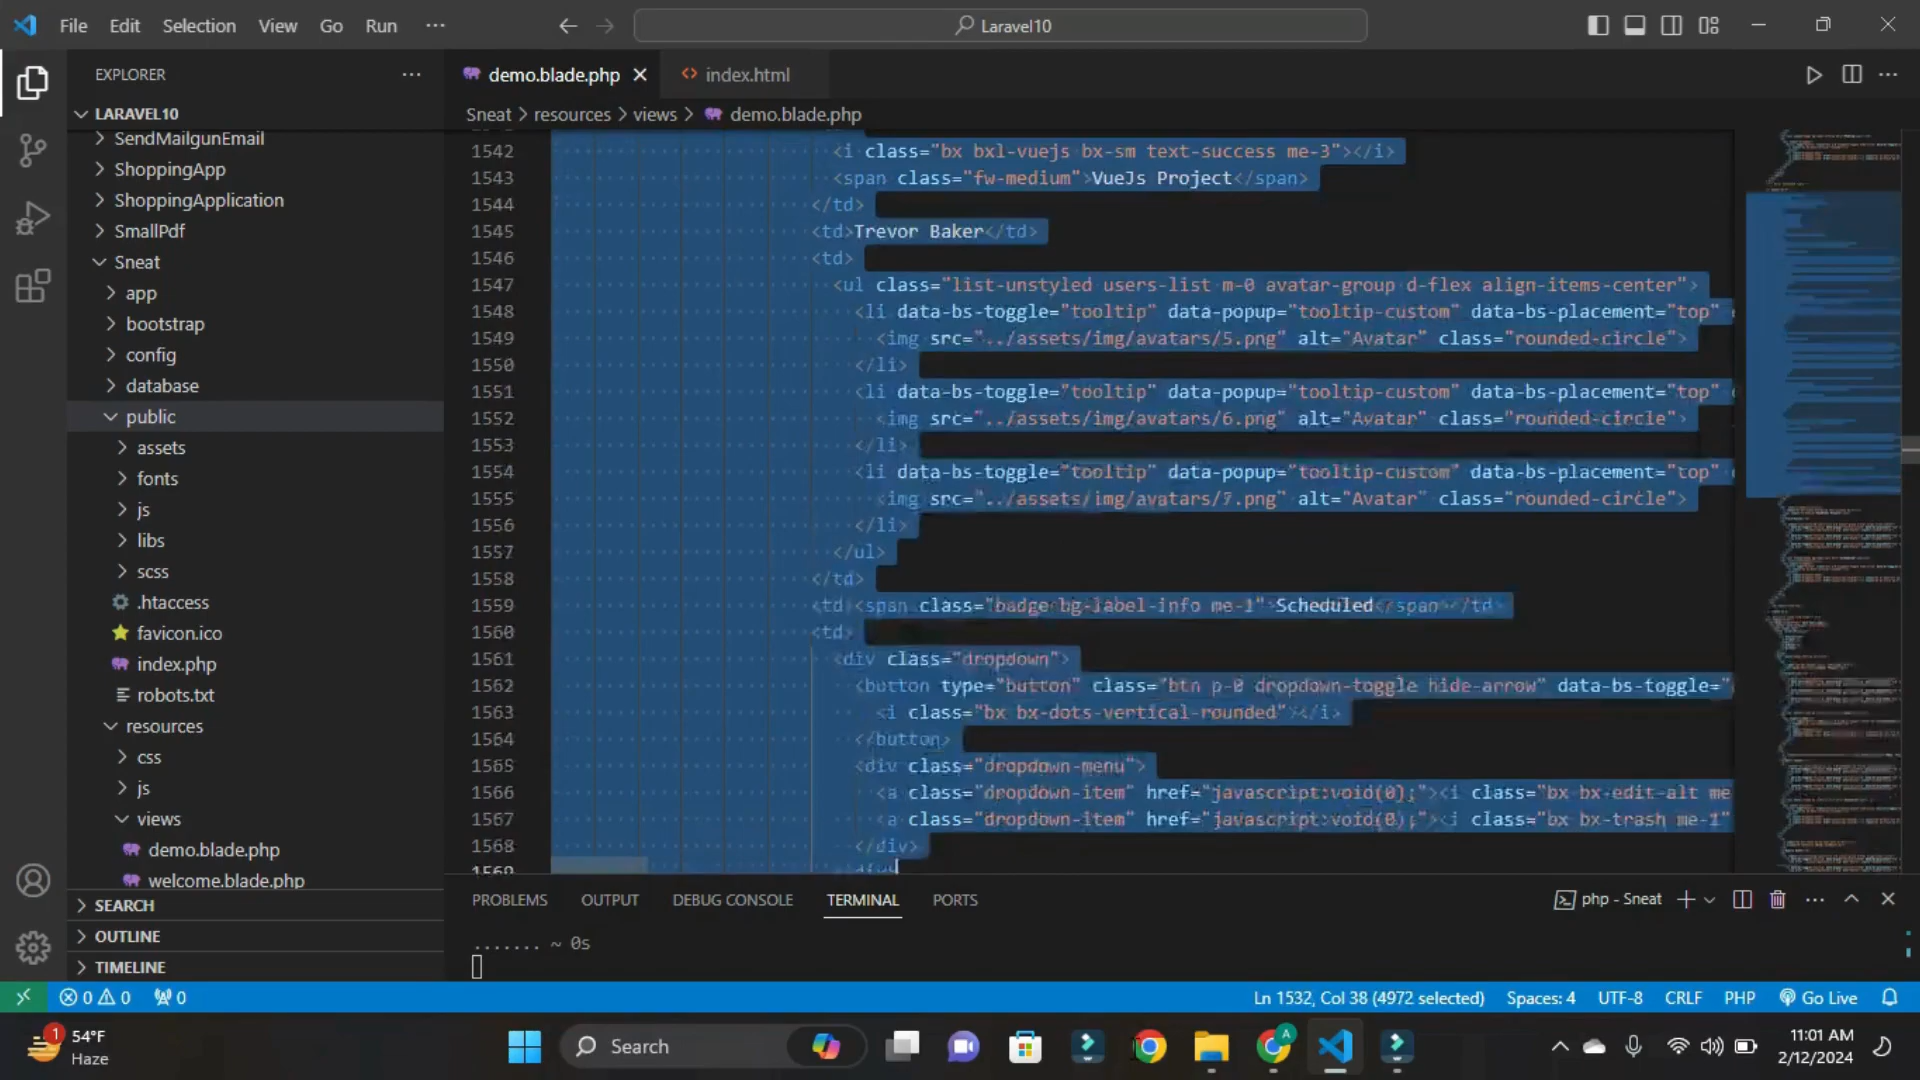 File Edit Selection View Go Run ···
Laravel10
EXPLORER ···
LARAVEL10
SendMailgunEmail
ShoppingApp
ShoppingApplication
SmallPdf
Sneat
app
bootstrap
config
database
public
assets
fonts
js
libs
scss
.htaccess
favicon.ico
index.php
robots.txt
resources
css
js
views
demo.blade.php
welcome.blade.php
SEARCH
OUTLINE
TIMELINE
demo.blade.php
index.html
Sneat > resources > views > demo.blade.php
1542 <i class="bx bxl-vuejs bx-sm text-success me-3"></i>
1543 <span class="fw-medium">VueJs Project</span>
1544 </td>
1545 <td>Trevor Baker</td>
1546 <td>
1547 <ul class="list-unstyled users-list m-0 avatar-group d-flex align-items-center">
1548 <li data-bs-toggle="tooltip" data-popup="tooltip-custom" data-bs-placement="top"
1549 <img src="../assets/img/avatars/5.png" alt="Avatar" class="rounded-circle">
1550 </li>
1551 <li data-bs-toggle="tooltip" data-popup="tooltip-custom" data-bs-placement="top"
1552 <img src="../assets/img/avatars/6.png" alt="Avatar" class="rounded-circle">
1553 </li>
1554 <li data-bs-toggle="tooltip" data-popup="tooltip-custom" data-bs-placement="top"
1555 <img src="../assets/img/avatars/7.png" alt="Avatar" class="rounded-circle">
1556 </li>
1557 </ul>
1558 </td>
1559 <td><span class="badge bg-label-info me-1">Scheduled</span></td>
1560 <td>
1561 <div class="dropdown">
1562 <button type="button" class="btn p-0 dropdown-toggle hide-arrow" data-bs-toggle="
1563 <i class="bx bx-dots-vertical-rounded"></i>
1564 </button>
1565 <div class="dropdown-menu">
1566 <a class="dropdown-item" href="javascript:void(0);"><i class="bx bx-edit-alt me
1567 <a class="dropdown-item" href="javascript:void(0);"><i class="bx bx-trash me-1"
1568 </div>
1569
PROBLEMS OUTPUT DEBUG CONSOLE TERMINAL PORTS
php - Sneat
....... ~ 0s
0 0 0
Ln 1532, Col 38 (4972 selected) Spaces: 4 UTF-8 CRLF PHP Go Live
1
54°F
Haze
Search
A
11:01 AM
2/12/2024